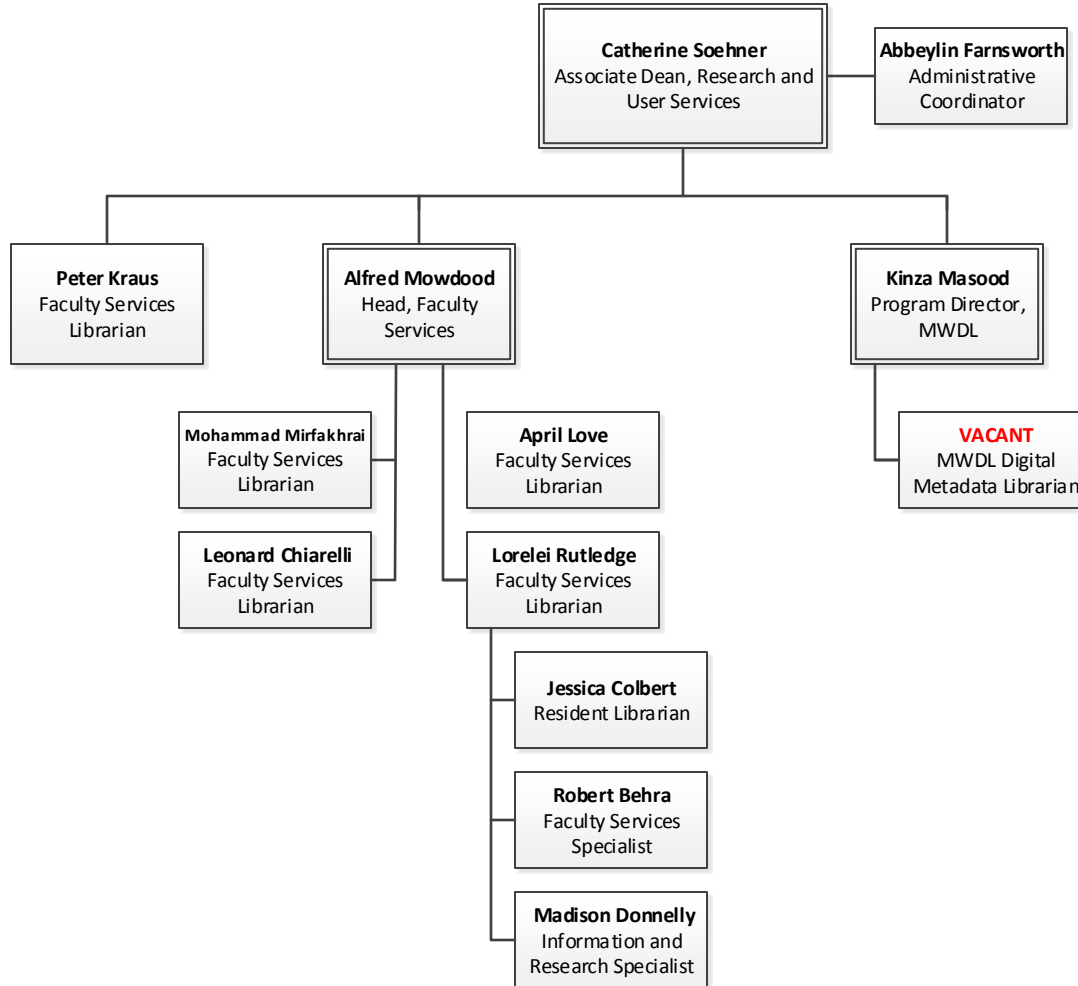 Catherine Soehner
Associate Dean, Research and
User Services
Abbeylin Farnsworth
Administrative
Coordinator
Peter Kraus
Faculty Services
Librarian
Alfred Mowdood
Head, Faculty
Services
Kinza Masood
Program Director,
MWDL
Mohammad Mirfakhrai
Faculty Services
Librarian
April Love
Faculty Services
Librarian
VACANT
MWDL Digital
Metadata Librarian
Leonard Chiarelli
Faculty Services
Librarian
Lorelei Rutledge
Faculty Services
Librarian
Jessica Colbert
Resident Librarian
Robert Behra
Faculty Services
Specialist
Madison Donnelly
Information and
Research Specialist